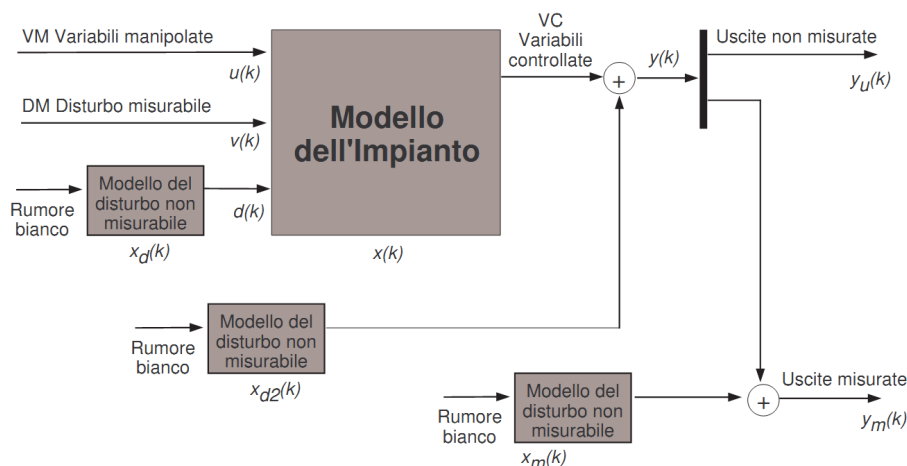 VM Variabili manipolate
u(k)
DM Disturbo misurabile
v(k)
Modello del
disturbo non
misurabile
Rumore
bianco
d(k)
x_d(k)
Modello
dell'Impianto
x(k)
VC
Variabili
controllate
+
y(k)
Uscite non misurate
y_u(k)
Modello del
disturbo non
misurabile
Rumore
bianco
x_d2(k)
Modello del
disturbo non
misurabile
Rumore
bianco
x_m(k)
+
Uscite misurate
y_m(k)